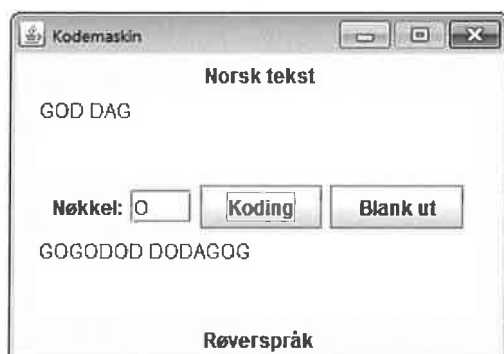 Kodemaskin
Norsk tekst
GOD DAG
Nøkkel: O Koding Blank ut
GOGODOD DODAGOG
Røverspråk